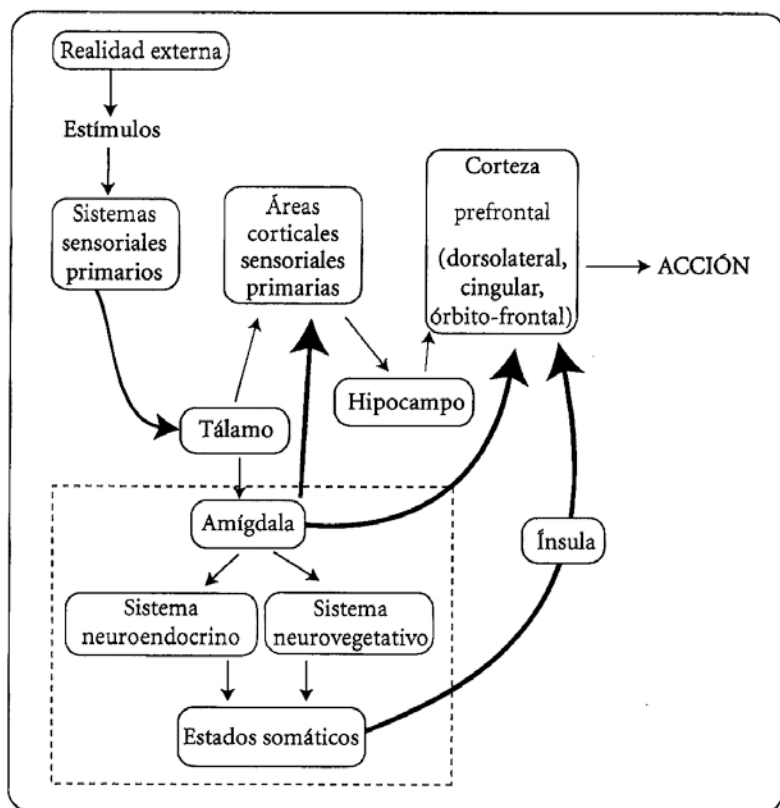 Realidad externa
Estímulos
Sistemas
sensoriales
primarios
Áreas
corticales
sensoriales
primarias
Corteza
prefrontal
(dorsolateral,
cingular,
órbito-frontal)
ACCIÓN
Hipocampo
Tálamo
Amígdala
Ínsula
Sistema
neuroendocrino
Sistema
neurovegetativo
Estados somáticos